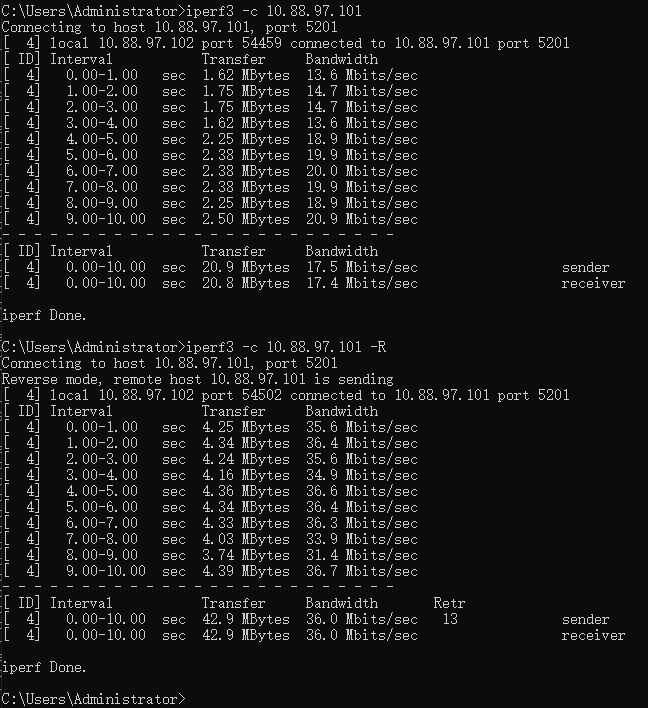 C:\Users\Administrator>iperf3 -c 10.88.97.101
Connecting to host 10.88.97.101, port 5201
[  4] local 10.88.97.102 port 54459 connected to 10.88.97.101 port 5201
[ ID] Interval           Transfer     Bandwidth
[  4]   0.00-1.00   sec  1.62 MBytes  13.6 Mbits/sec
[  4]   1.00-2.00   sec  1.75 MBytes  14.7 Mbits/sec
[  4]   2.00-3.00   sec  1.75 MBytes  14.7 Mbits/sec
[  4]   3.00-4.00   sec  1.62 MBytes  13.6 Mbits/sec
[  4]   4.00-5.00   sec  2.25 MBytes  18.9 Mbits/sec
[  4]   5.00-6.00   sec  2.38 MBytes  19.9 Mbits/sec
[  4]   6.00-7.00   sec  2.38 MBytes  20.0 Mbits/sec
[  4]   7.00-8.00   sec  2.38 MBytes  19.9 Mbits/sec
[  4]   8.00-9.00   sec  2.25 MBytes  18.9 Mbits/sec
[  4]   9.00-10.00  sec  2.50 MBytes  20.9 Mbits/sec
- - - - - - - - - - - - - - - - - - - - - - - - -
[ ID] Interval           Transfer     Bandwidth
[  4]   0.00-10.00  sec  20.9 MBytes  17.5 Mbits/sec                  sender
[  4]   0.00-10.00  sec  20.8 MBytes  17.4 Mbits/sec                  receiver
iperf Done.
C:\Users\Administrator>iperf3 -c 10.88.97.101 -R
Connecting to host 10.88.97.101, port 5201
Reverse mode, remote host 10.88.97.101 is sending
[  4] local 10.88.97.102 port 54502 connected to 10.88.97.101 port 5201
[ ID] Interval           Transfer     Bandwidth
[  4]   0.00-1.00   sec  4.25 MBytes  35.6 Mbits/sec
[  4]   1.00-2.00   sec  4.34 MBytes  36.4 Mbits/sec
[  4]   2.00-3.00   sec  4.24 MBytes  35.6 Mbits/sec
[  4]   3.00-4.00   sec  4.16 MBytes  34.9 Mbits/sec
[  4]   4.00-5.00   sec  4.36 MBytes  36.6 Mbits/sec
[  4]   5.00-6.00   sec  4.34 MBytes  36.4 Mbits/sec
[  4]   6.00-7.00   sec  4.33 MBytes  36.3 Mbits/sec
[  4]   7.00-8.00   sec  4.03 MBytes  33.9 Mbits/sec
[  4]   8.00-9.00   sec  3.74 MBytes  31.4 Mbits/sec
[  4]   9.00-10.00  sec  4.39 MBytes  36.7 Mbits/sec
- - - - - - - - - - - - - - - - - - - - - - - - -
[ ID] Interval           Transfer     Bandwidth       Retr
[  4]   0.00-10.00  sec  42.9 MBytes  36.0 Mbits/sec   13             sender
[  4]   0.00-10.00  sec  42.9 MBytes  36.0 Mbits/sec                  receiver
iperf Done.
C:\Users\Administrator>